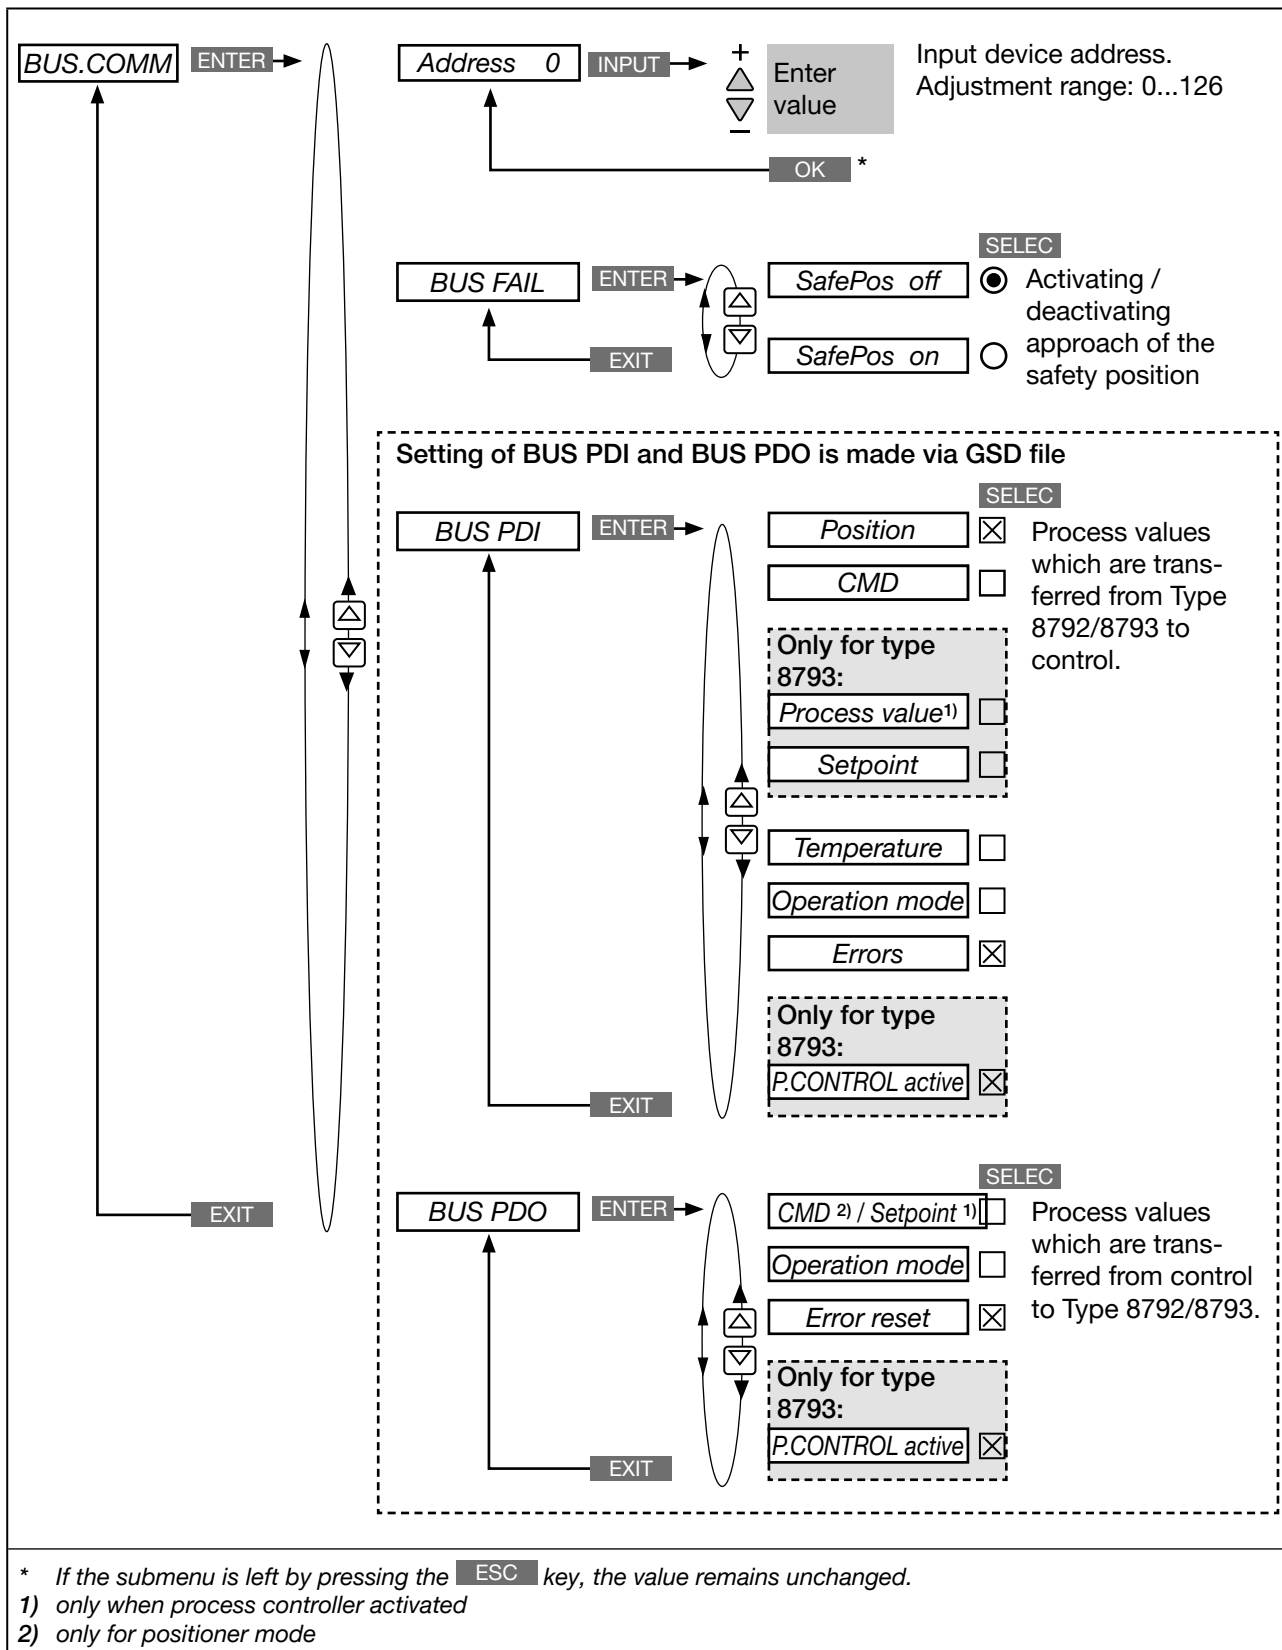 BUS.COMM
ENTER
Address 0
INPUT
+
–
Enter
value
Input device address.
Adjustment range: 0...126
OK
*
BUS FAIL
ENTER
EXIT
SELEC
SafePos off
SafePos on
Activating /
deactivating
approach of the
safety position
Setting of BUS PDI and BUS PDO is made via GSD file
BUS PDI
ENTER
SELEC
Position
CMD
Only for type
8793:
Process value1)
Setpoint
Temperature
Operation mode
Errors
Only for type
8793:
P.CONTROL active
Process values
which are trans-
ferred from Type
8792/8793 to
control.
EXIT
EXIT
BUS PDO
ENTER
SELEC
CMD 2) / Setpoint 1)
Operation mode
Error reset
Only for type
8793:
P.CONTROL active
Process values
which are trans-
ferred from control
to Type 8792/8793.
EXIT
* If the submenu is left by pressing the ESC key, the value remains unchanged.
1) only when process controller activated
2) only for positioner mode